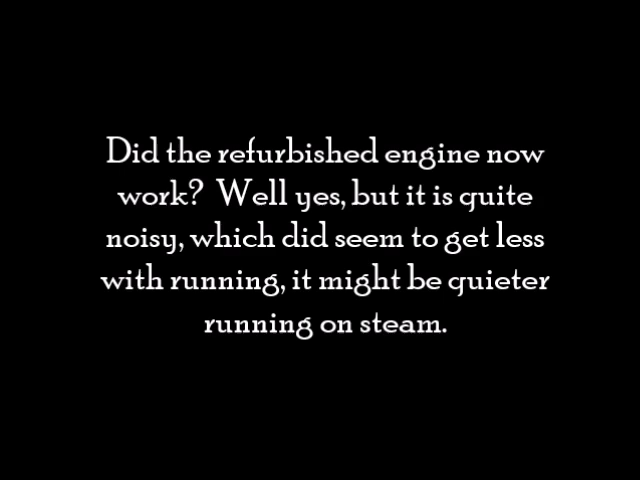 Did the refurbished engine now
work?  Well yes, but it is quite
noisy, which did seem to get less
with running, it might be quieter
running on steam.